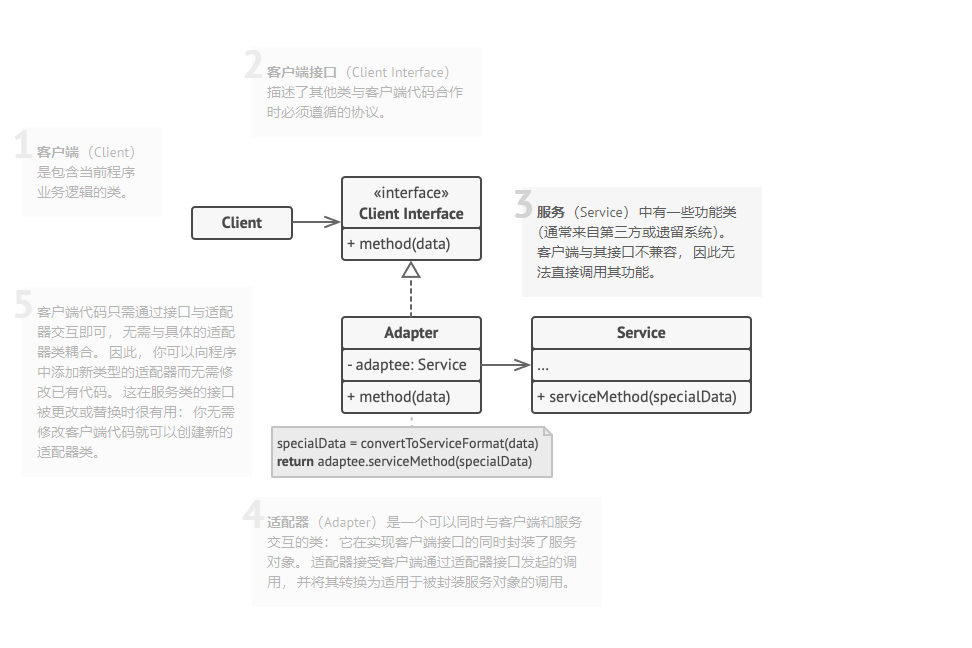 2
客户端接口 （Client Interface）
描述了其他类与客户端代码合作
时必须遵循的协议。
1
客户端 （Client）
是包含当前程序
业务逻辑的类。
Client
«interface»
Client Interface
+ method(data)
3
服务 （Service） 中有一些功能类
（通常来自第三方或遗留系统）。
客户端与其接口不兼容， 因此无
法直接调用其功能。
5
客户端代码只需通过接口与适配
器交互即可， 无需与具体的适配
器类耦合。 因此， 你可以向程序
中添加新类型的适配器而无需修
改已有代码。 这在服务类的接口
被更改或替换时很有用： 你无需
修改客户端代码就可以创建新的
适配器类。
Adapter
- adaptee: Service
+ method(data)
Service
...
+ serviceMethod(specialData)
specialData = convertToServiceFormat(data)
return adaptee.serviceMethod(specialData)
4
适配器 （Adapter） 是一个可以同时与客户端和服务
交互的类： 它在实现客户端接口的同时封装了服务
对象。 适配器接受客户端通过适配器接口发起的调
用， 并将其转换为适用于被封装服务对象的调用。